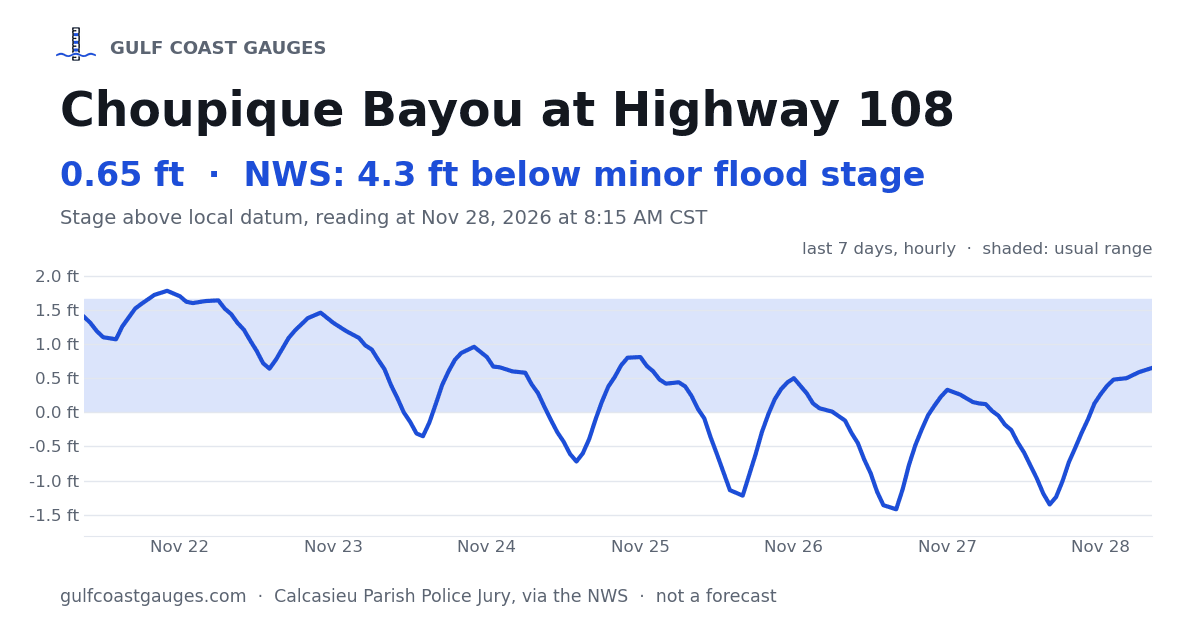 GULF COAST GAUGES
Choupique Bayou at Highway 108
0.65 ft · NWS: 4.3 ft below minor flood stage
Stage above local datum, reading at Nov 28, 2026 at 8:15 AM CST
last 7 days, hourly · shaded: usual range
2.0 ft
1.5 ft
1.0 ft
0.5 ft
0.0 ft
-0.5 ft
-1.0 ft
-1.5 ft
Nov 22 Nov 23 Nov 24 Nov 25 Nov 26 Nov 27 Nov 28
gulfcoastgauges.com · Calcasieu Parish Police Jury, via the NWS · not a forecast